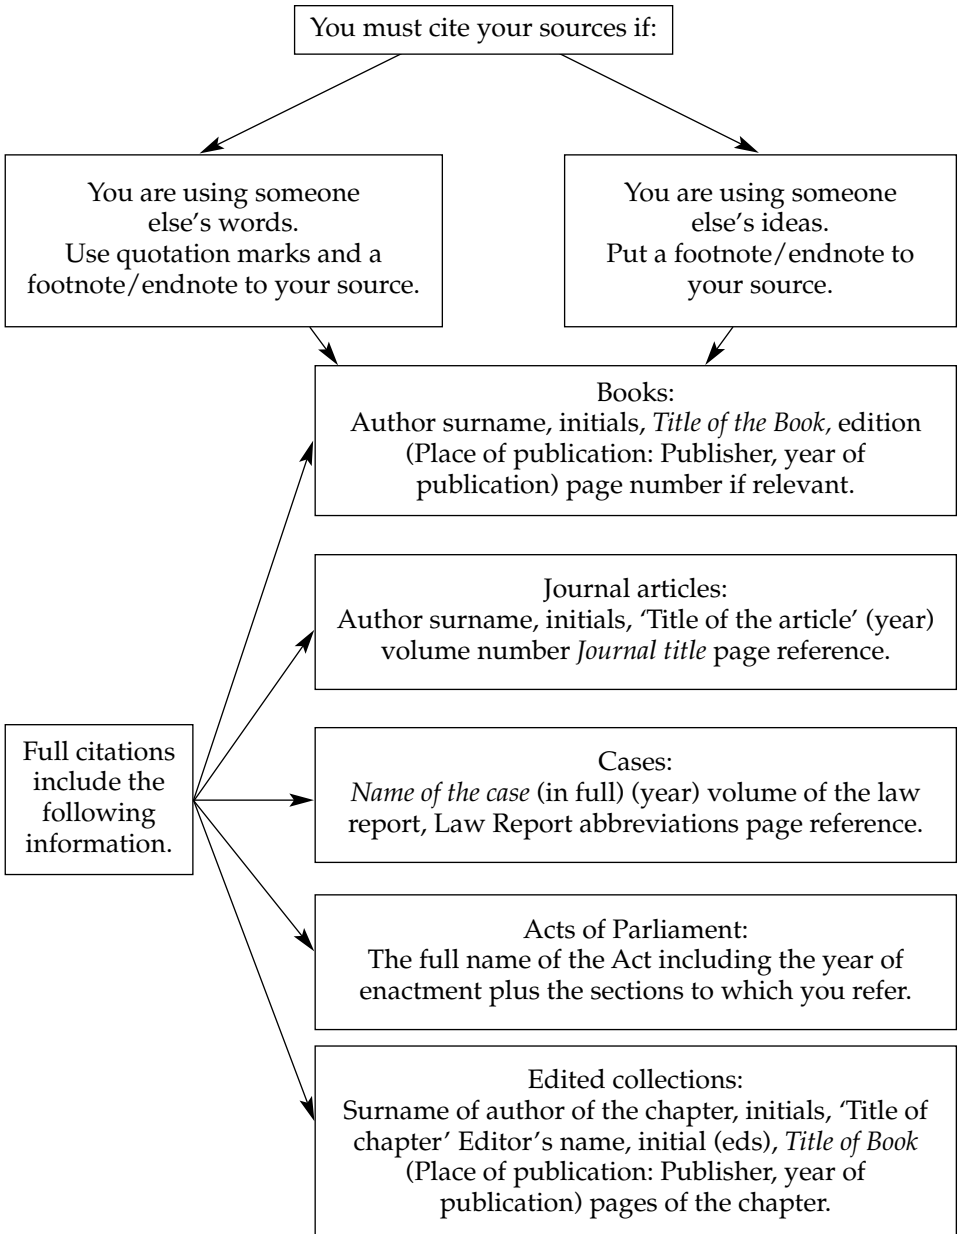 You must cite your sources if:
You are using someone
else’s words.
Use quotation marks and a
footnote/endnote to your source.
You are using someone
else’s ideas.
Put a footnote/endnote to
your source.
Books:
Author surname, initials, Title of the Book, edition
(Place of publication: Publisher, year of
publication) page number if relevant.
Journal articles:
Author surname, initials, ‘Title of the article’ (year)
volume number Journal title page reference.
Full citations
include the
following
information.
Cases:
Name of the case (in full) (year) volume of the law
report, Law Report abbreviations page reference.
Acts of Parliament:
The full name of the Act including the year of
enactment plus the sections to which you refer.
Edited collections:
Surname of author of the chapter, initials, ‘Title of
chapter’ Editor’s name, initial (eds), Title of Book
(Place of publication: Publisher, year of
publication) pages of the chapter.